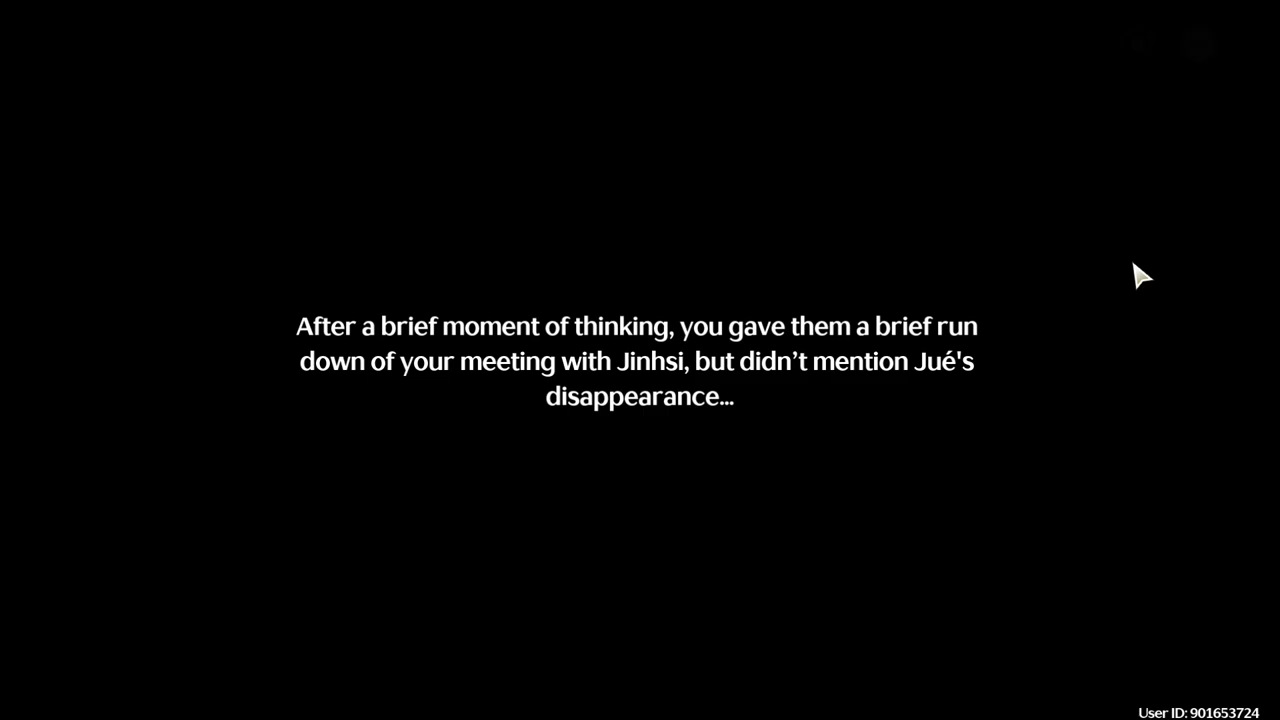 After a brief moment of thinking, you gave them a brief run
down of your meeting with Jinhsi, but didn’t mention Jué's
disappearance...
User ID: 901653724